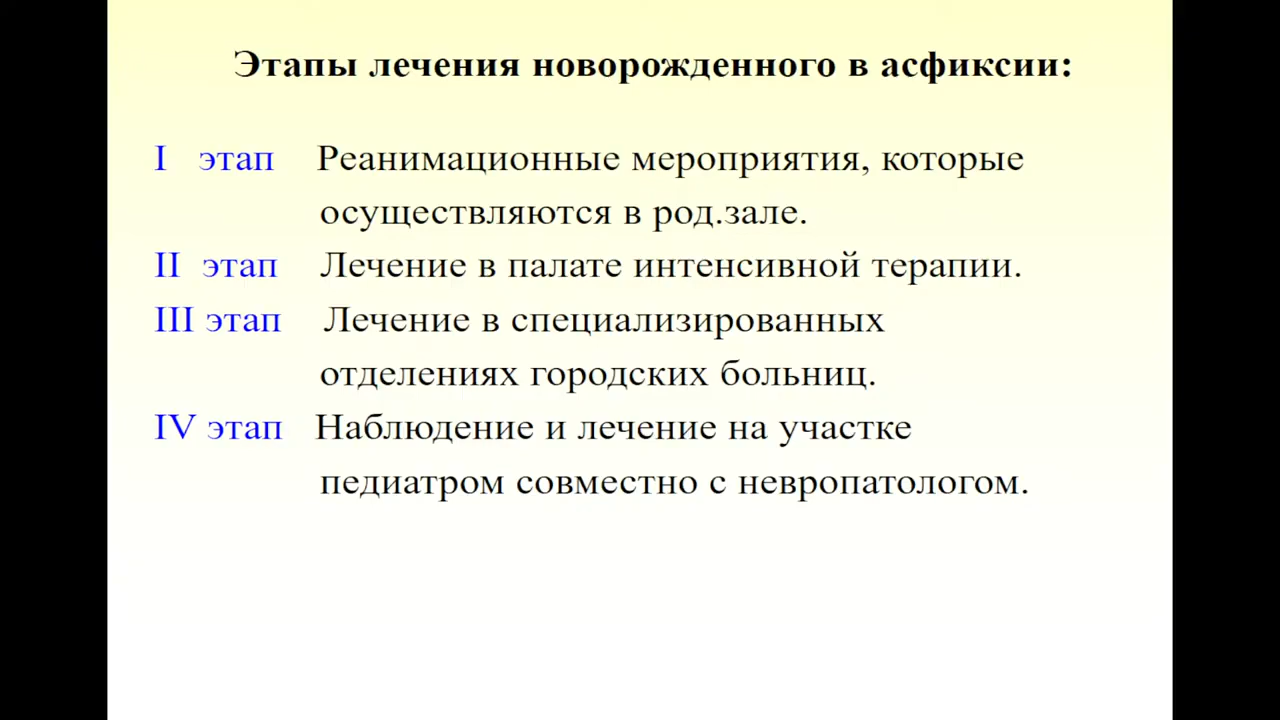 Этапы лечения новорожденного в асфиксии:
I этап Реанимационные мероприятия, которые
осуществляются в род.зале.
II этап Лечение в палате интенсивной терапии.
III этап Лечение в специализированных
отделениях городских больниц.
IV этап Наблюдение и лечение на участке
педиатром совместно с невропатологом.